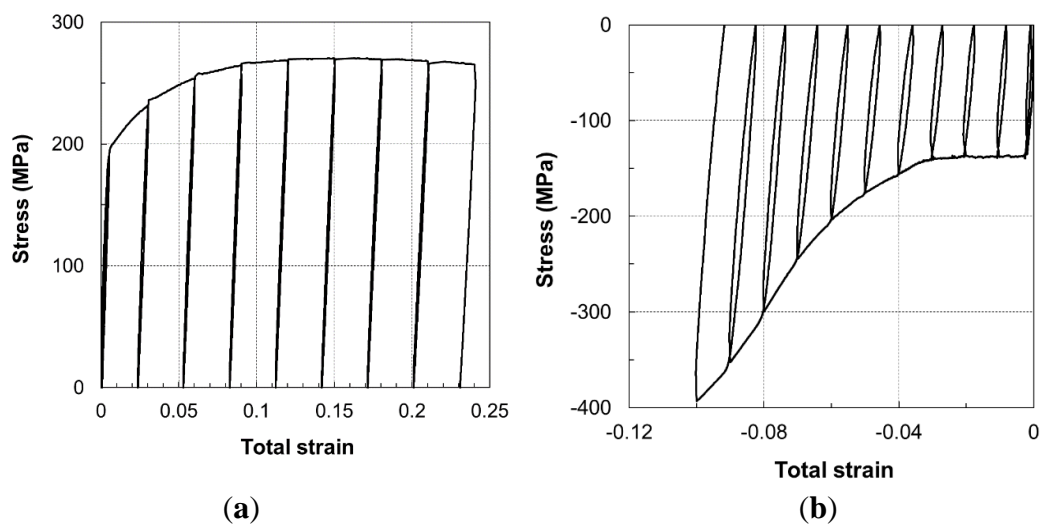 300
200
100
0
Stress (MPa)
0 0.05 0.1 0.15 0.2 0.25
Total strain
(a)
0
-100
-200
-300
-400
Stress (MPa)
-0.12 -0.08 -0.04 0
Total strain
(b)